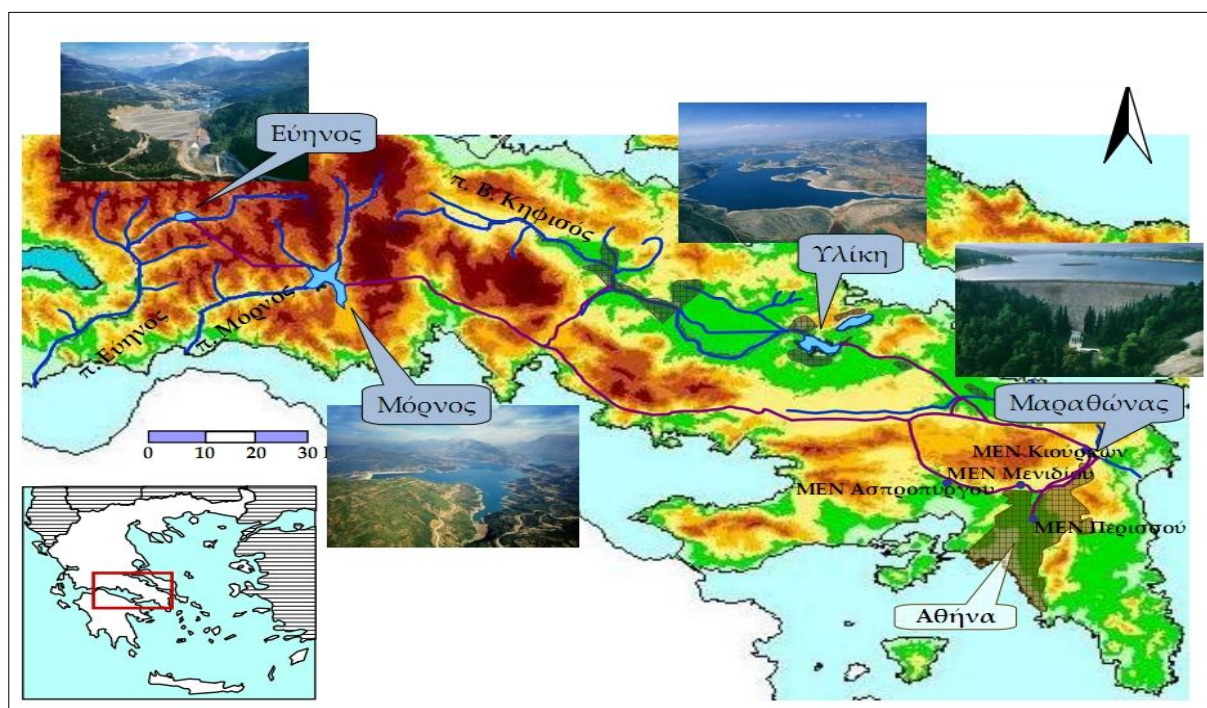 Εύηνος
π. Β. Κηφισός
Υλίκη
π. Εύηνος
π. Μόρνος
Μόρνος
Μαραθώνας
0 10 20 30
ΜΕΝ Κιούρκων
ΜΕΝ Μενιδίου
ΜΕΝ Ασπροπύργου
ΜΕΝ Περισσού
Αθήνα